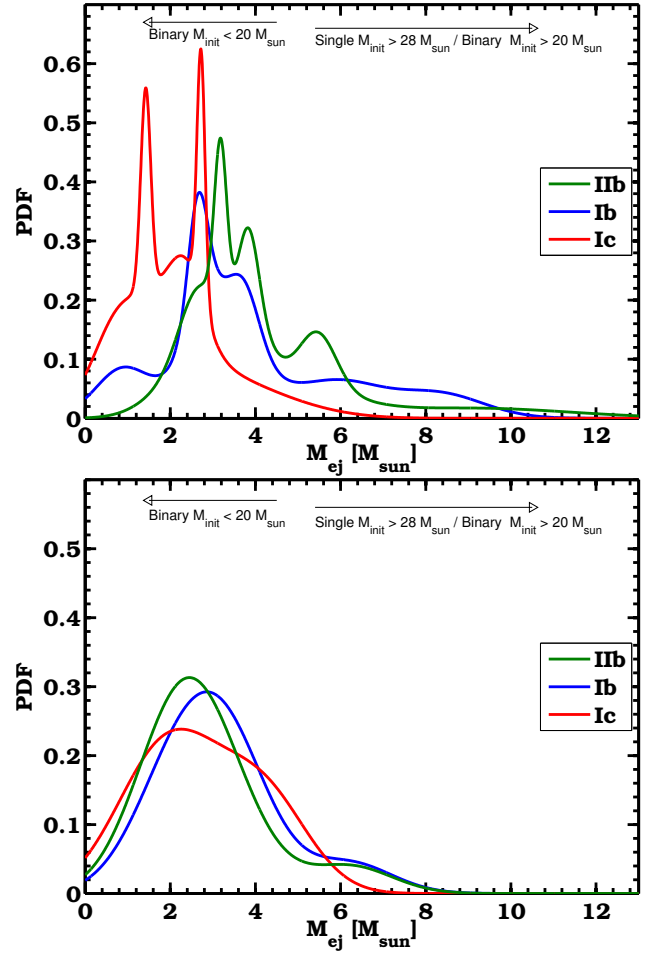 Binary M_init < 20 M_sun
Single M_init > 28 M_sun / Binary M_init > 20 M_sun
0.6
0.5
0.4
0.3
0.2
0.1
0
PDF
IIb
Ib
Ic
0 2 4 6 8 10 12
M_ej [M_sun]
Binary M_init < 20 M_sun
Single M_init > 28 M_sun / Binary M_init > 20 M_sun
0.5
0.4
0.3
0.2
0.1
0
PDF
IIb
Ib
Ic
0 2 4 6 8 10 12
M_ej [M_sun]